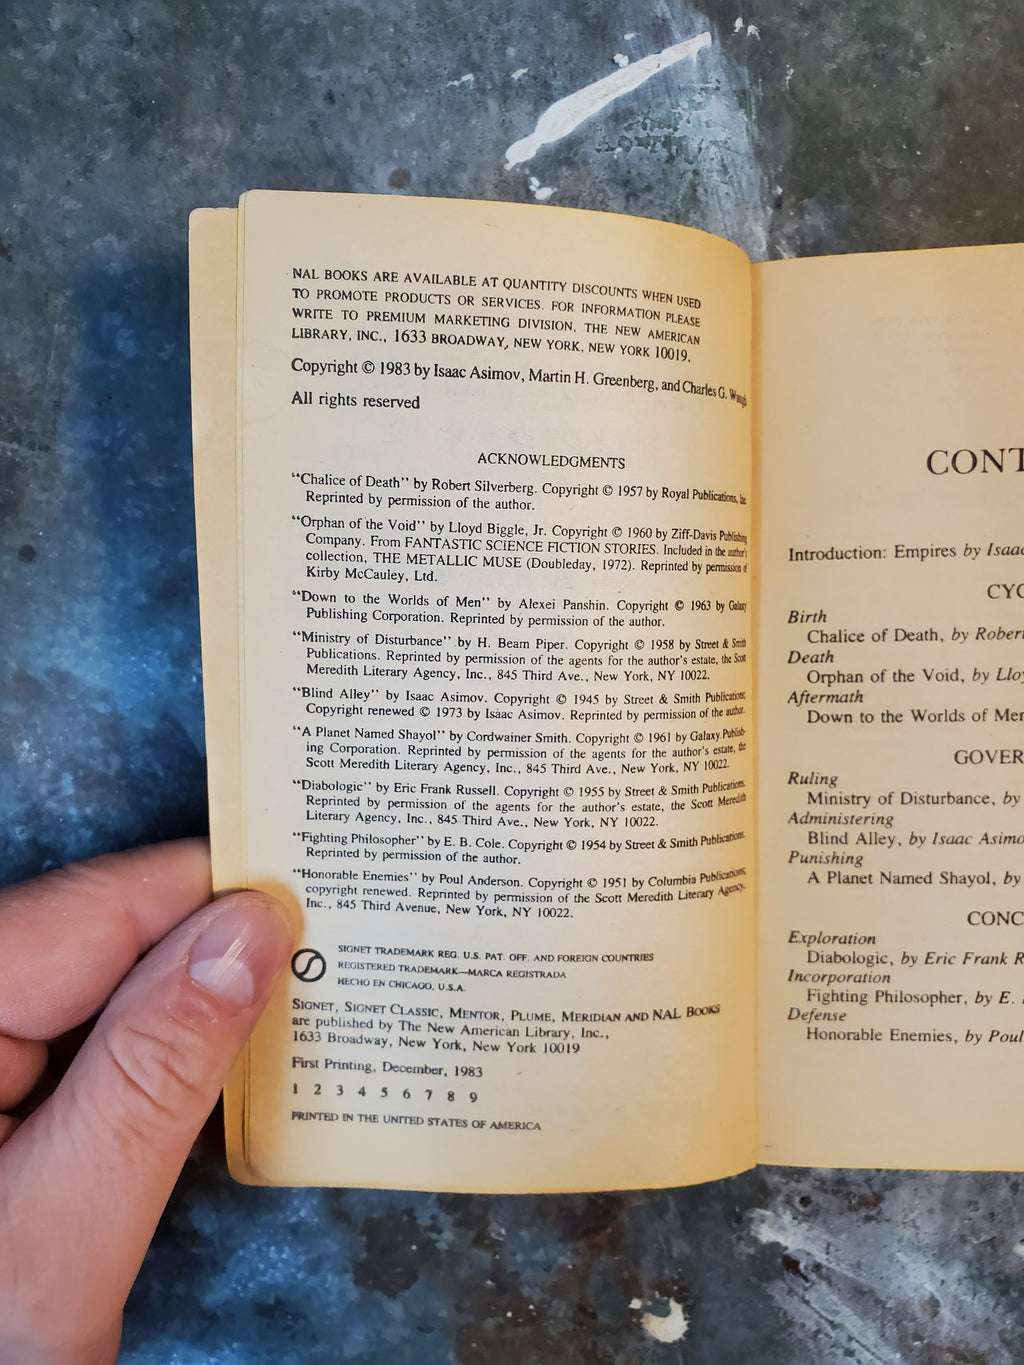 NAL BOOKS ARE AVAILABLE AT QUANTITY DISCOUNTS WHEN USED
TO PROMOTE PRODUCTS OR SERVICES. FOR INFORMATION PLEASE
WRITE TO PREMIUM MARKETING DIVISION, THE NEW AMERICAN
LIBRARY, INC., 1633 BROADWAY, NEW YORK, NEW YORK 10019.
Copyright © 1983 by Isaac Asimov, Martin H. Greenberg, and Charles G. Waugh
All rights reserved
ACKNOWLEDGMENTS
“Chalice of Death” by Robert Silverberg. Copyright © 1957 by Royal Publications, Inc.
Reprinted by permission of the author.
“Orphan of the Void” by Lloyd Biggle, Jr. Copyright © 1960 by Ziff-Davis Publishing
Company. From FANTASTIC SCIENCE FICTION STORIES. Included in the author's
collection, THE METALLIC MUSE (Doubleday, 1972). Reprinted by permission of
Kirby McCauley, Ltd.
“Down to the Worlds of Men” by Alexei Panshin. Copyright © 1963 by Galaxy
Publishing Corporation. Reprinted by permission of the author.
“Ministry of Disturbance” by H. Beam Piper. Copyright © 1958 by Street & Smith
Publications. Reprinted by permission of the agents for the author's estate, the Scott
Meredith Literary Agency, Inc., 845 Third Ave., New York, NY 10022.
“Blind Alley” by Isaac Asimov. Copyright © 1945 by Street & Smith Publications;
Copyright renewed © 1973 by Isaac Asimov. Reprinted by permission of the author.
“A Planet Named Shayol” by Cordwainer Smith. Copyright © 1961 by Galaxy Publish-
ing Corporation. Reprinted by permission of the agents for the author's estate, the
Scott Meredith Literary Agency, Inc., 845 Third Ave., New York, NY 10022.
“Diabologic” by Eric Frank Russell. Copyright © 1955 by Street & Smith Publications.
Reprinted by permission of the agents for the author's estate, the Scott Meredith
Literary Agency, Inc., 845 Third Ave., New York, NY 10022.
“Fighting Philosopher” by E. B. Cole. Copyright © 1954 by Street & Smith Publications.
Reprinted by permission of the author.
“Honorable Enemies” by Poul Anderson. Copyright © 1951 by Columbia Publications;
copyright renewed. Reprinted by permission of the Scott Meredith Literary Agency,
Inc., 845 Third Avenue, New York, NY 10022.
SIGNET TRADEMARK REG. U.S. PAT. OFF. AND FOREIGN COUNTRIES
REGISTERED TRADEMARK—MARCA REGISTRADA
HECHO EN CHICAGO, U.S.A.
SIGNET, SIGNET CLASSIC, MENTOR, PLUME, MERIDIAN AND NAL BOOKS
are published by The New American Library, Inc.,
1633 Broadway, New York, New York 10019
First Printing, December, 1983
1 2 3 4 5 6 7 8 9
PRINTED IN THE UNITED STATES OF AMERICA
CONT
Introduction: Empires by Isaac
CYC
Birth
Chalice of Death, by Robert
Death
Orphan of the Void, by Lloy
Aftermath
Down to the Worlds of Men
GOVER
Ruling
Ministry of Disturbance, by
Administering
Blind Alley, by Isaac Asimo
Punishing
A Planet Named Shayol, by
CONC
Exploration
Diabologic, by Eric Frank R
Incorporation
Fighting Philosopher, by E.
Defense
Honorable Enemies, by Poul